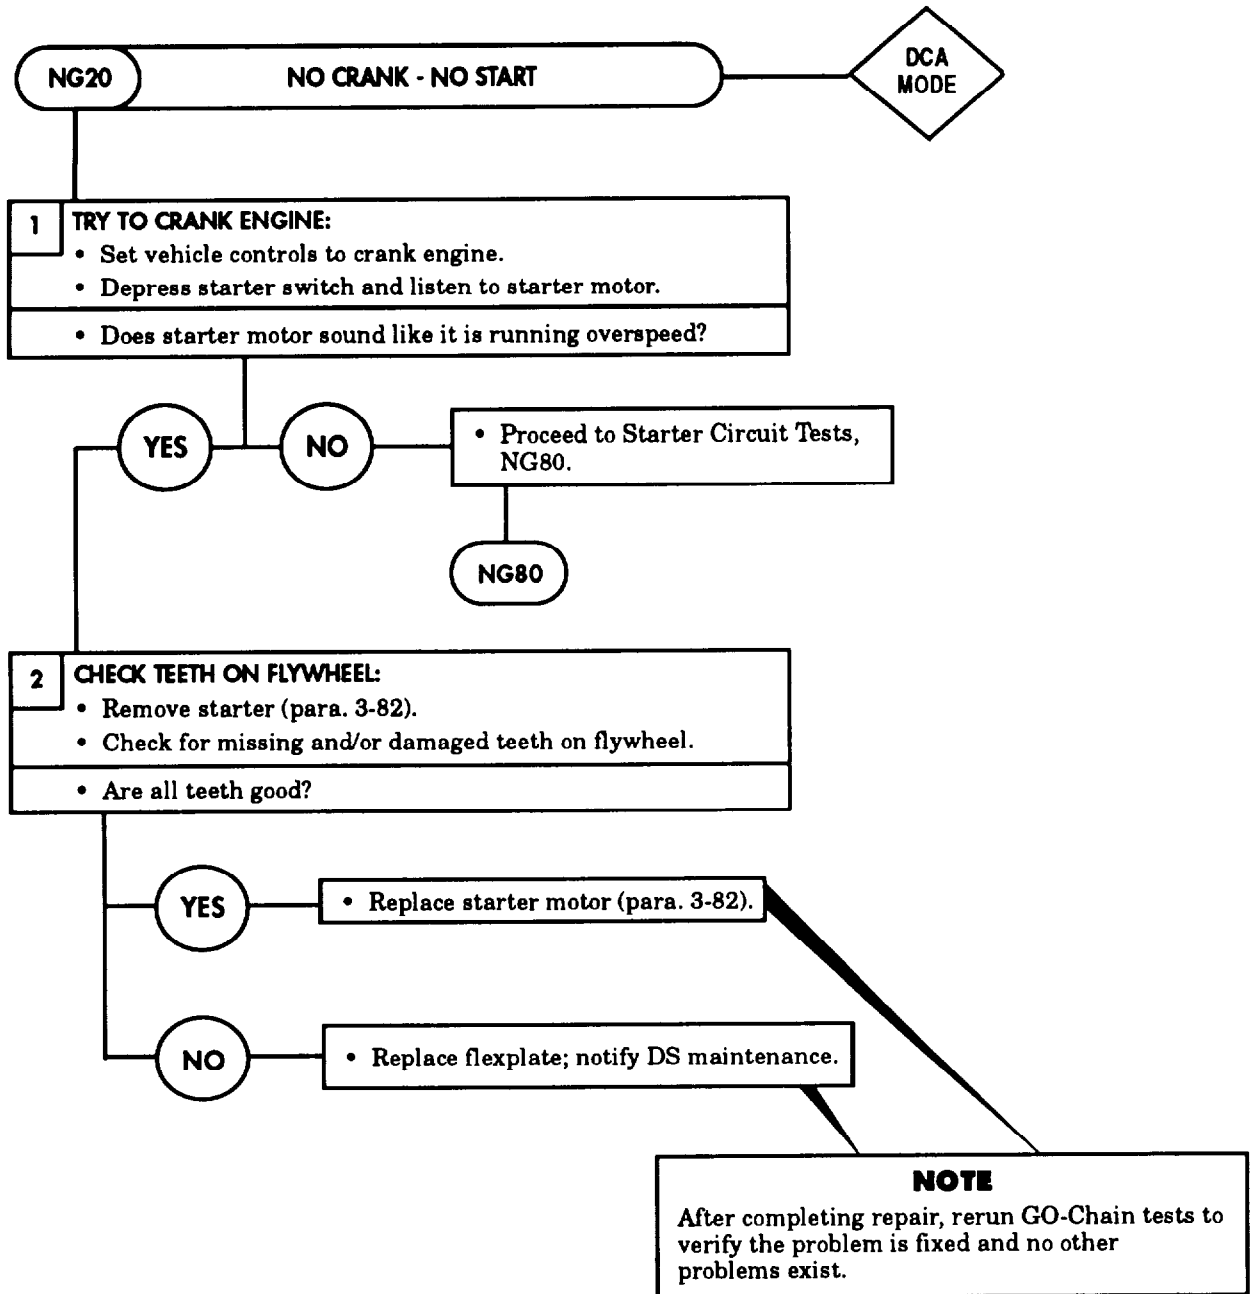 NG20
NO CRANK - NO START
DCA
MODE
1
TRY TO CRANK ENGINE:
• Set vehicle controls to crank engine.
• Depress starter switch and listen to starter motor.
• Does starter motor sound like it is running overspeed?
YES
NO
• Proceed to Starter Circuit Tests,
NG80.
NG80
2
CHECK TEETH ON FLYWHEEL:
• Remove starter (para. 3-82).
• Check for missing and/or damaged teeth on flywheel.
• Are all teeth good?
YES
• Replace starter motor (para. 3-82).
NO
• Replace flexplate; notify DS maintenance.
NOTE
After completing repair, rerun GO-Chain tests to
verify the problem is fixed and no other
problems exist.